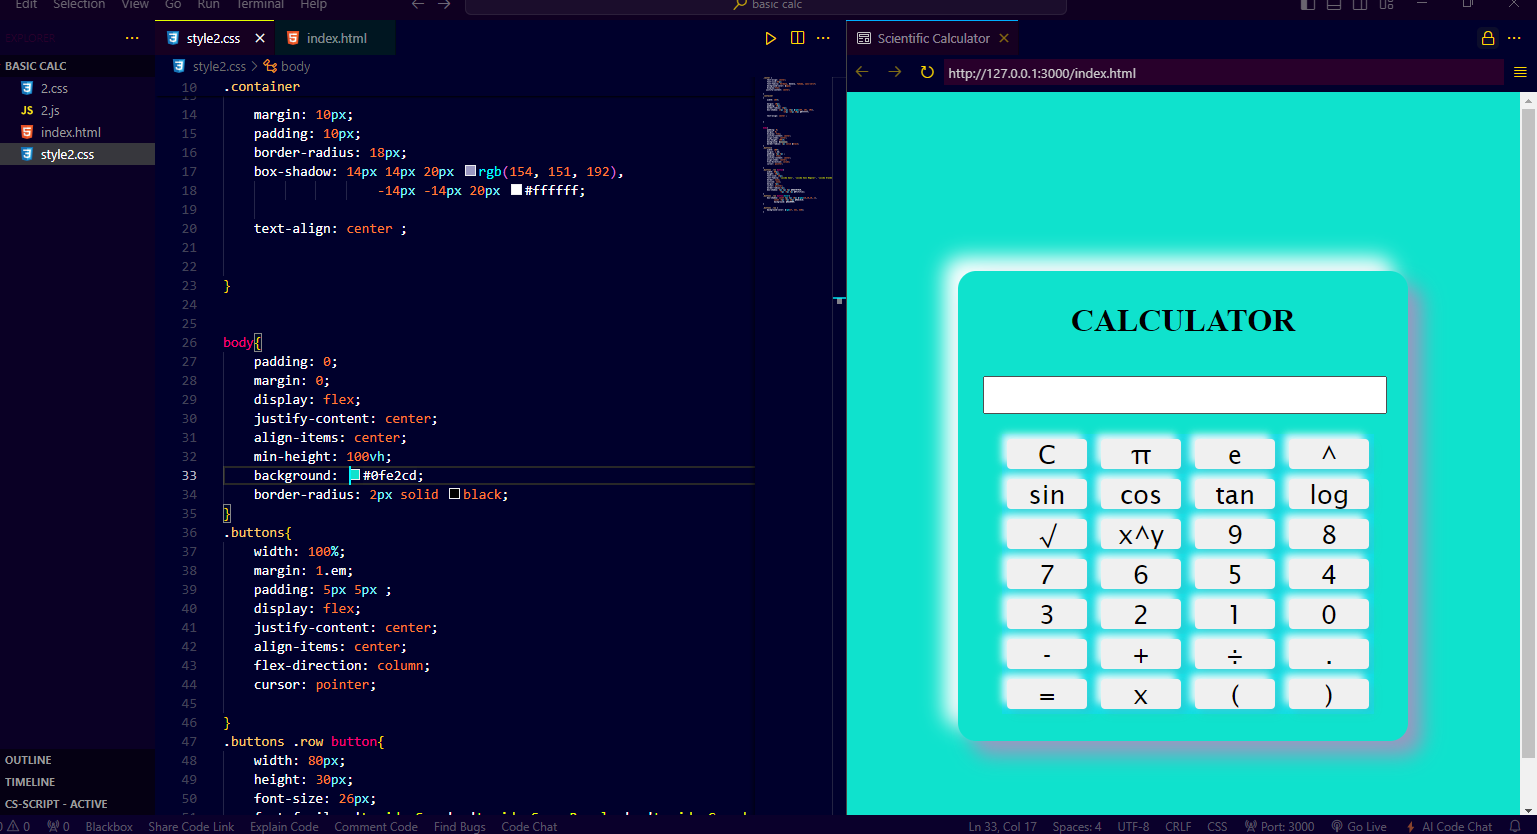 Edit Selection View Go Run Terminal Help
basic calc
EXPLORER
style2.css
index.html
Scientific Calculator
BASIC CALC
style2.css > body
http://127.0.0.1:3000/index.html
2.css
JS 2.js
index.html
style2.css
10 .container
14 margin: 10px;
15 padding: 10px;
16 border-radius: 18px;
17 box-shadow: 14px 14px 20px rgb(154, 151, 192),
18 -14px -14px 20px #ffffff;
19
20 text-align: center ;
21
22
23 }
24
25
26 body{
27 padding: 0;
28 margin: 0;
29 display: flex;
30 justify-content: center;
31 align-items: center;
32 min-height: 100vh;
33 background: #0fe2cd;
34 border-radius: 2px solid black;
35 }
36 .buttons{
37 width: 100%;
38 margin: 1.em;
39 padding: 5px 5px ;
40 display: flex;
41 justify-content: center;
42 align-items: center;
43 flex-direction: column;
44 cursor: pointer;
45
46 }
47 .buttons .row button{
48 width: 80px;
49 height: 30px;
50 font-size: 26px;
CALCULATOR
C π e ^
sin cos tan log
√ x^y 9 8
7 6 5 4
3 2 1 0
- + ÷ .
= x ( )
OUTLINE
TIMELINE
CS-SCRIPT - ACTIVE
0 0 0 Blackbox Share Code Link Explain Code Comment Code Find Bugs Code Chat Ln 33, Col 17 Spaces: 4 UTF-8 CRLF CSS Port: 3000 Go Live AI Code Chat